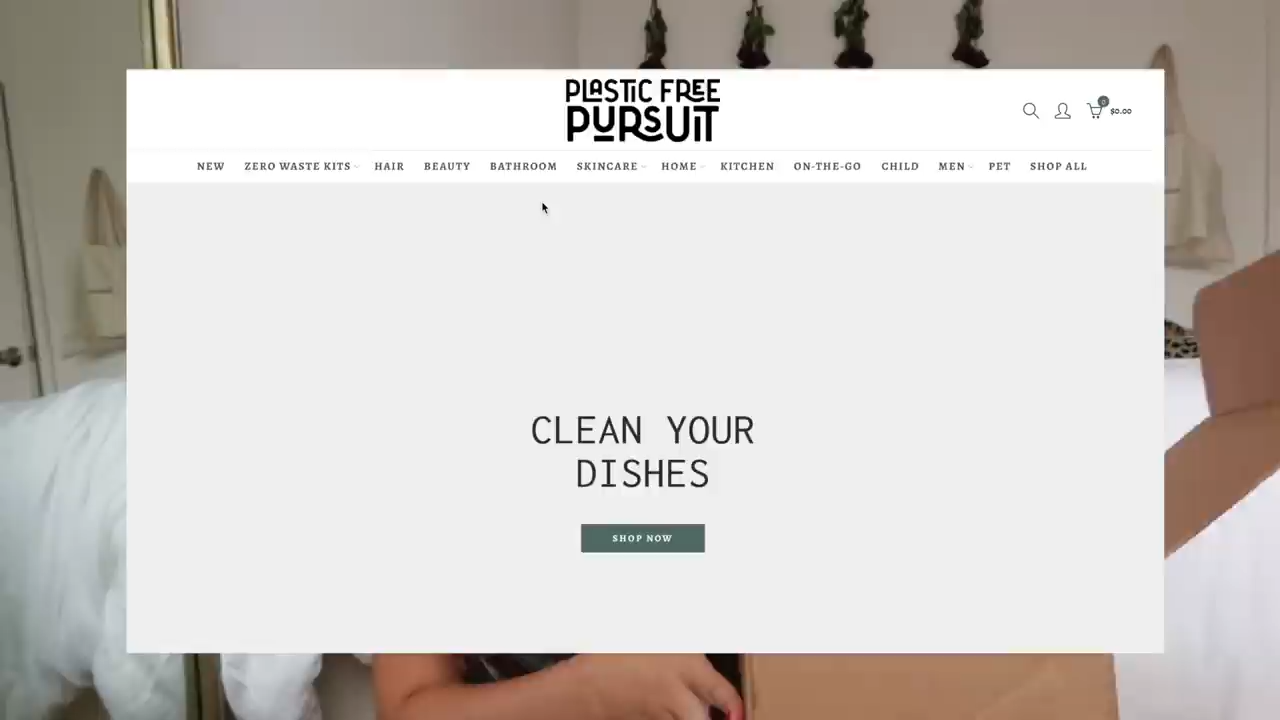 PLASTIC FREE
PURSUIT
0
$0.00
NEW ZERO WASTE KITS HAIR BEAUTY BATHROOM SKINCARE HOME KITCHEN ON-THE-GO CHILD MEN PET SHOP ALL
CLEAN YOUR
DISHES
SHOP NOW